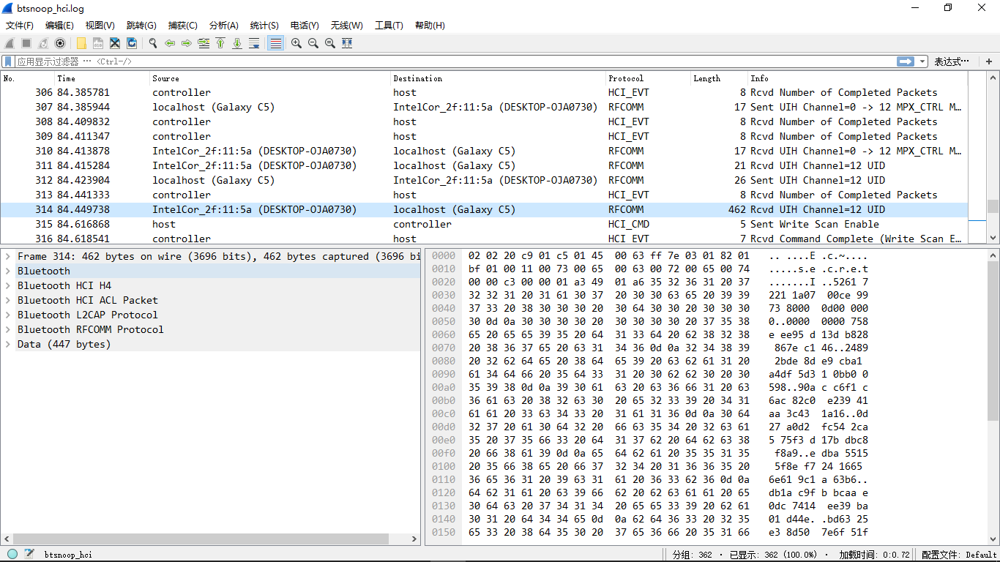 btsnoop_hci.log
文件(F) 编辑(E) 视图(V) 跳转(G) 捕获(C) 分析(A) 统计(S) 电话(Y) 无线(W) 工具(T) 帮助(H)
应用显示过滤器 … <Ctrl-/> 表达式… +
No. Time Source Destination Protocol Length Info
306 84.385781 controller host HCI_EVT 8 Rcvd Number of Completed Packets
307 84.385944 localhost (Galaxy C5) IntelCor_2f:11:5a (DESKTOP-OJA0730) RFCOMM 17 Sent UIH Channel=0 -> 12 MPX_CTRL M…
308 84.409832 controller host HCI_EVT 8 Rcvd Number of Completed Packets
309 84.411347 controller host HCI_EVT 8 Rcvd Number of Completed Packets
310 84.413878 IntelCor_2f:11:5a (DESKTOP-OJA0730) localhost (Galaxy C5) RFCOMM 17 Rcvd UIH Channel=0 -> 12 MPX_CTRL M…
311 84.415284 IntelCor_2f:11:5a (DESKTOP-OJA0730) localhost (Galaxy C5) RFCOMM 21 Rcvd UIH Channel=12 UID
312 84.423904 localhost (Galaxy C5) IntelCor_2f:11:5a (DESKTOP-OJA0730) RFCOMM 26 Sent UIH Channel=12 UID
313 84.441333 controller host HCI_EVT 8 Rcvd Number of Completed Packets
314 84.449738 IntelCor_2f:11:5a (DESKTOP-OJA0730) localhost (Galaxy C5) RFCOMM 462 Rcvd UIH Channel=12 UID
315 84.616868 host controller HCI_CMD 5 Sent Write Scan Enable
316 84.618541 controller host HCI_EVT 7 Rcvd Command Complete (Write Scan E…
Frame 314: 462 bytes on wire (3696 bits), 462 bytes captured (3696 bi
Bluetooth
Bluetooth HCI H4
Bluetooth HCI ACL Packet
Bluetooth L2CAP Protocol
Bluetooth RFCOMM Protocol
Data (447 bytes)
0000 02 02 20 c9 01 c5 01 45 00 63 ff 7e 03 01 82 01 .. ....E .c.~....
0010 bf 01 00 11 00 73 00 65 00 63 00 72 00 65 00 74 .....s.e .c.r.e.t
0020 00 00 c3 00 00 01 a3 49 01 a6 35 32 36 31 20 37 .......I ..5261 7
0030 32 32 31 20 31 61 30 37 20 30 30 63 65 20 39 39 221 1a07 00ce 99
0040 37 33 20 38 30 30 30 20 30 64 30 30 20 30 30 30 73 8000 0d00 000
0050 30 0d 0a 30 30 30 30 20 30 30 30 30 20 37 35 38 0..0000 0000 758
0060 65 20 65 65 39 35 20 64 31 33 64 20 62 38 32 38 e ee95 d 13d b828
0070 20 38 36 37 65 20 63 31 34 36 0d 0a 32 34 38 39 867e c1 46..2489
0080 20 32 62 64 65 20 38 64 65 39 20 63 62 61 31 20 2bde 8d e9 cba1
0090 61 34 64 66 20 35 64 33 31 20 30 62 62 30 20 30 a4df 5d3 1 0bb0 0
00a0 35 39 38 0d 0a 39 30 61 63 20 63 36 66 31 20 63 598..90a c c6f1 c
00b0 36 61 63 20 38 32 63 30 20 65 32 33 39 20 34 31 6ac 82c0 e239 41
00c0 61 61 20 33 63 34 33 20 31 61 31 36 0d 0a 30 64 aa 3c43 1a16..0d
00d0 32 37 20 61 30 64 32 20 66 63 35 34 20 32 63 61 27 a0d2 fc54 2ca
00e0 35 20 37 35 66 33 20 64 31 37 62 20 64 62 63 38 5 75f3 d 17b dbc8
00f0 20 66 38 61 39 0d 0a 65 64 62 61 20 35 35 31 35 f8a9..e dba 5515
0100 20 35 66 38 65 20 66 37 32 34 20 31 36 36 35 20 5f8e f7 24 1665
0110 36 65 36 31 20 39 63 31 61 20 36 33 62 36 0d 0a 6e61 9c1 a 63b6..
0120 64 62 31 61 20 63 39 66 62 20 62 63 61 61 20 65 db1a c9f b bcaa e
0130 30 64 63 20 37 34 31 34 20 65 65 33 39 20 62 61 0dc 7414 ee39 ba
0140 30 31 20 64 34 34 65 0d 0a 62 64 36 33 20 32 35 01 d44e. .bd63 25
0150 65 33 20 38 64 35 30 20 37 65 36 66 20 35 31 66 e3 8d50 7e6f 51f
btsnoop_hci 分组: 362 · 已显示: 362 (100.0%) · 加载时间: 0:0.72 配置文件: Default